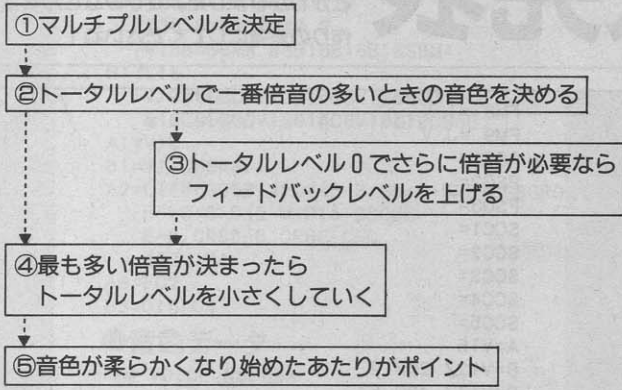 ①マルチプルレベルを決定
②トータルレベルで一番倍音の多いときの音色を決める
③トータルレベル0でさらに倍音が必要なら
フィードバックレベルを上げる
④最も多い倍音が決まったら
トータルレベルを小さくしていく
⑤音色が柔らかくなり始めたあたりがポイント